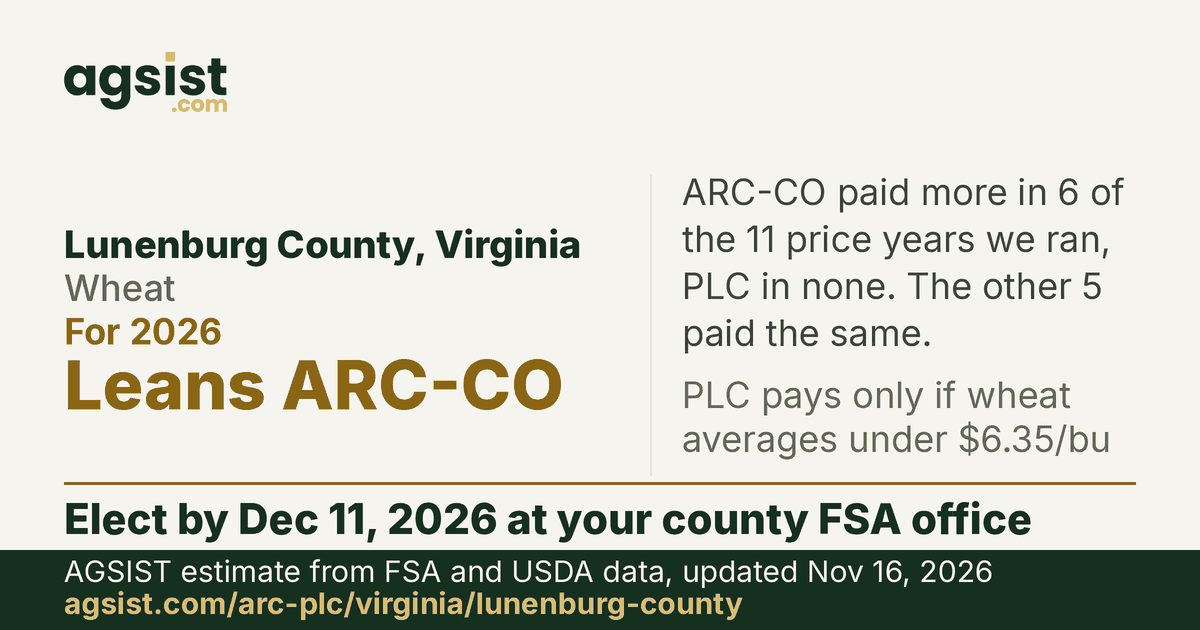 agsist
.com
Lunenburg County, Virginia
Wheat
For 2026
Leans ARC-CO
ARC-CO paid more in 6 of
the 11 price years we ran,
PLC in none. The other 5
paid the same.
PLC pays only if wheat
averages under $6.35/bu
Elect by Dec 11, 2026 at your county FSA office
AGSIST estimate from FSA and USDA data, updated Nov 16, 2026
agsist.com/arc-plc/virginia/lunenburg-county